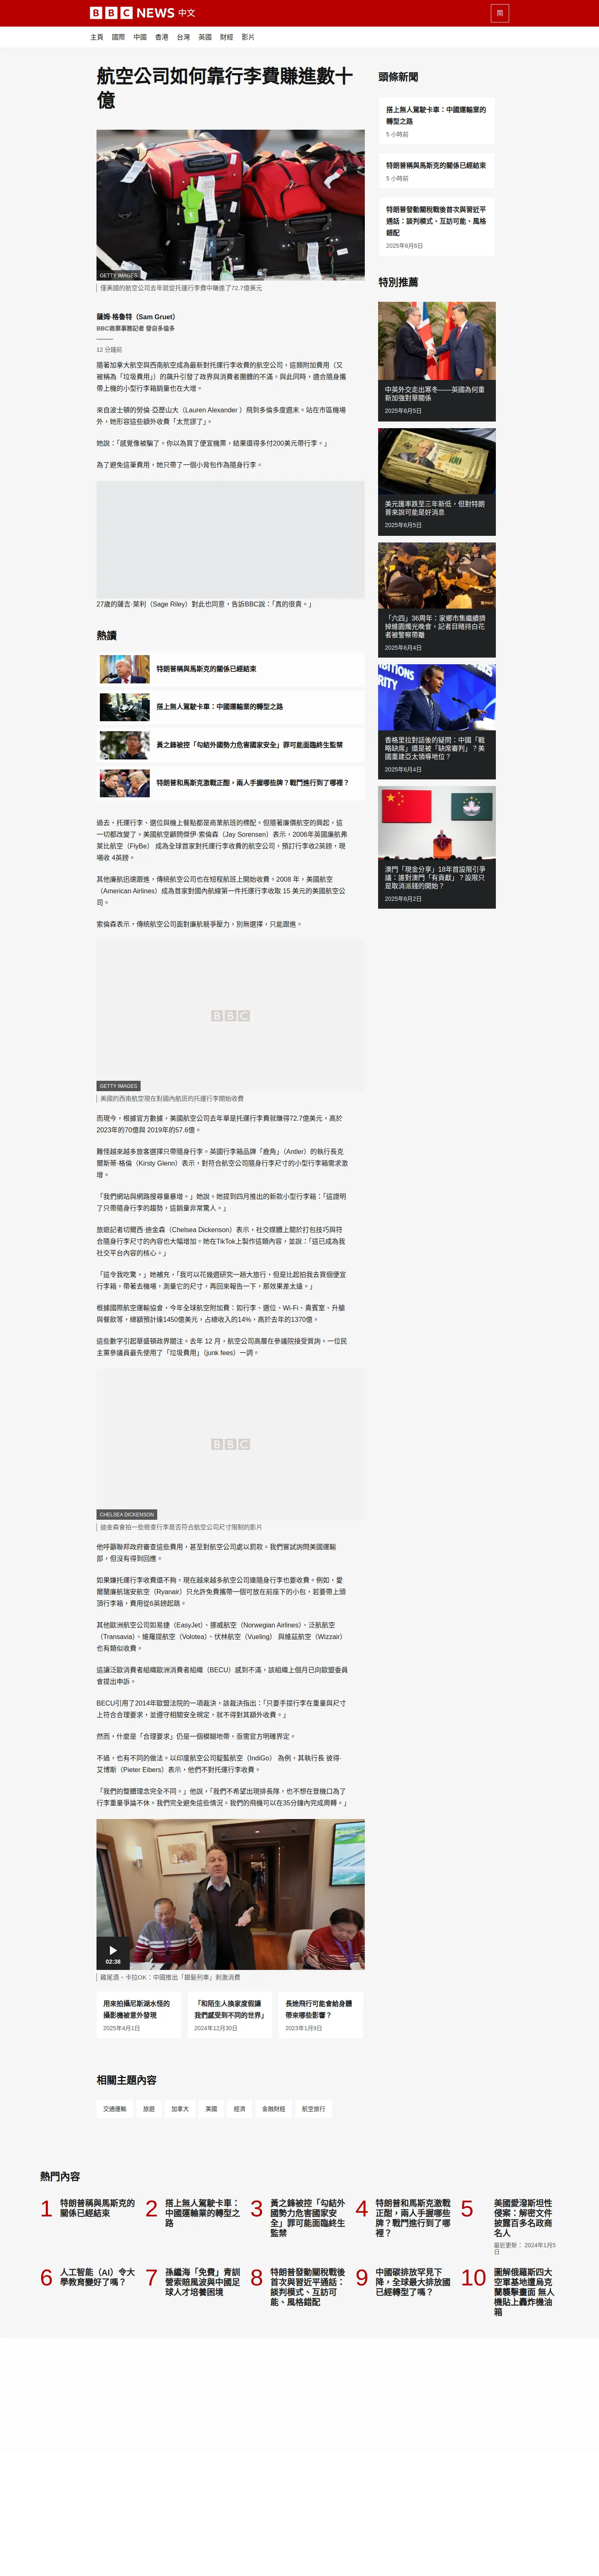 BBC NEWS 中文
简
主頁 國際 中國 香港 台灣 英國 財經 影片
航空公司如何靠行李費賺進數十
億
GETTY IMAGES
僅美國的航空公司去年就從托運行李費中賺進了72.7億美元
薩姆·格魯特（Sam Gruet）
BBC商業事務記者 發自多倫多
12 分鐘前
隨著加拿大航空與西南航空成為最新對托運行李收費的航空公司，這類附加費用（又
被稱為「垃圾費用」）的飆升引發了政界與消費者團體的不滿。與此同時，適合隨身攜
帶上機的小型行李箱銷量也在大增。
來自波士頓的勞倫·亞歷山大（Lauren Alexander ）飛到多倫多度週末。站在市區機場
外，她形容這些額外收費「太荒謬了」。
她說：「感覺像被騙了。你以為買了便宜機票，結果還得多付200美元帶行李。」
為了避免這筆費用，她只帶了一個小背包作為隨身行李。
27歲的薩吉·萊利（Sage Riley）對此也同意，告訴BBC說：「真的很貴。」
熱讀
特朗普稱與馬斯克的關係已經結束
搭上無人駕駛卡車：中國運輸業的轉型之路
黃之鋒被控「勾結外國勢力危害國家安全」罪可能面臨終生監禁
特朗普和馬斯克激戰正酣，兩人手握哪些牌？戰鬥進行到了哪裡？
過去，托運行李、選位與機上餐點都是商業航班的標配。但隨著廉價航空的興起，這
一切都改變了。美國航空顧問傑伊·索倫森（Jay Sorensen）表示，2006年英國廉航弗
萊比航空（FlyBe） 成為全球首家對托運行李收費的航空公司，預訂行李收2英鎊，現
場收 4英鎊。
其他廉航迅速跟進，傳統航空公司也在短程航班上開始收費。2008 年，美國航空
（American Airlines）成為首家對國內航線第一件托運行李收取 15 美元的美國航空公
司。
索倫森表示，傳統航空公司面對廉航競爭壓力，別無選擇，只能跟進。
BBC
GETTY IMAGES
美國的西南航空現在對國內航班的托運行李開始收費
而現今，根據官方數據，美國航空公司去年單是托運行李費就賺得72.7億美元，高於
2023年的70億與 2019年的57.6億。
難怪越來越多旅客選擇只帶隨身行李。英國行李箱品牌「鹿角」（Antler）的執行長克
爾斯蒂·格倫（Kirsty Glenn）表示，對符合航空公司隨身行李尺寸的小型行李箱需求激
增。
「我們網站與網路搜尋量暴增。」她說。她提到四月推出的新款小型行李箱：「這證明
了只帶隨身行李的趨勢，這銷量非常驚人。」
旅遊記者切爾西·迪金森（Chelsea Dickenson）表示，社交媒體上關於打包技巧與符
合隨身行李尺寸的內容也大幅增加。她在TikTok上製作這類內容，並說：「這已成為我
社交平台內容的核心。」
「這令我吃驚，」她補充，「我可以花幾週研究一趟大旅行，但是比起拍我去買個便宜
行李箱，帶著去機場，測量它的尺寸，再回來報告一下，那效果差太遠。」
根據國際航空運輸協會，今年全球航空附加費：如行李、選位、Wi-Fi、貴賓室、升艙
與餐飲等，總額預計達1450億美元，占總收入的14%，高於去年的1370億。
這些數字引起華盛頓政界關注。去年 12 月，航空公司高層在參議院接受質詢，一位民
主黨參議員最先使用了「垃圾費用」（junk fees）一詞。
BBC
CHELSEA DICKENSON
迪金森會拍一些檢查行李是否符合航空公司尺寸限制的影片
他呼籲聯邦政府審查這些費用，甚至對航空公司處以罰款。我們嘗試詢問美國運輸
部，但沒有得到回應。
如果嫌托運行李收費還不夠，現在越來越多航空公司連隨身行李也要收費。例如，愛
爾蘭廉航瑞安航空（Ryanair）只允許免費攜帶一個可放在前座下的小包，若要帶上頭
頂行李箱，費用從6英鎊起跳。
其他歐洲航空公司如易捷（EasyJet）、挪威航空（Norwegian Airlines）、泛航航空
（Transavia）、維羅提航空（Volotea）、伏林航空（Vueling） 與維茲航空（Wizzair）
也有類似收費。
這讓泛歐消費者組織歐洲消費者組織（BECU）感到不滿，該組織上個月已向歐盟委員
會提出申訴。
BECU引用了2014年歐盟法院的一項裁決，該裁決指出：「只要手提行李在重量與尺寸
上符合合理要求，並遵守相關安全規定，就不得對其額外收費。」
然而，什麼是「合理要求」仍是一個模糊地帶，亟需官方明確界定。
不過，也有不同的做法。以印度航空公司靛藍航空（IndiGo） 為例，其執行長 彼得·
艾博斯（Pieter Elbers）表示，他們不對托運行李收費。
「我們的整體理念完全不同。」他說，「我們不希望出現排長隊，也不想在登機口為了
行李重量爭論不休。我們完全避免這些情況。我們的飛機可以在35分鐘內完成周轉。」
02:38
雞尾酒、卡拉OK：中國推出「銀髮列車」刺激消費
用來拍攝尼斯湖水怪的
攝影機被意外發現
2025年4月1日
「和陌生人換家度假讓
我們感受到不同的世界」
2024年12月30日
長途飛行可能會給身體
帶來哪些影響？
2023年1月9日
相關主題內容
交通運輸 旅遊 加拿大 美國 經濟 金融財經 航空旅行
頭條新聞
搭上無人駕駛卡車：中國運輸業的
轉型之路
5 小時前
特朗普稱與馬斯克的關係已經結束
5 小時前
特朗普發動關稅戰後首次與習近平
通話：談判模式、互訪可能、風格
錯配
2025年6月6日
特別推薦
中英外交走出寒冬——英國為何重
新加強對華關係
2025年6月5日
美元匯率跌至三年新低，但對特朗
普來說可能是好消息
2025年6月5日
「六四」36周年：家鄉市集繼續擠
掉維園燭光晚會，記者目睹持白花
者被警察帶離
2025年6月4日
香格里拉對話後的疑問：中國「戰
略缺席」還是被「缺席審判」？美
國重建亞太領導地位？
2025年6月4日
澳門「現金分享」18年首設限引爭
議：誰對澳門「有貢獻」？設限只
是取消派錢的開始？
2025年6月2日
熱門內容
1 特朗普稱與馬斯克的
關係已經結束
2 搭上無人駕駛卡車：
中國運輸業的轉型之
路
3 黃之鋒被控「勾結外
國勢力危害國家安
全」罪可能面臨終生
監禁
4 特朗普和馬斯克激戰
正酣，兩人手握哪些
牌？戰鬥進行到了哪
裡？
5 美國愛潑斯坦性
侵案：解密文件
披露百多名政商
名人
最近更新： 2024年1月5
日
6 人工智能（AI）令大
學教育變好了嗎？
7 孫繼海「免費」青訓
營索賠風波與中國足
球人才培養困境
8 特朗普發動關稅戰後
首次與習近平通話：
談判模式、互訪可
能、風格錯配
9 中國碳排放罕見下
降，全球最大排放國
已經轉型了嗎？
10 圖解俄羅斯四大
空軍基地遭烏克
蘭襲擊畫面 無人
機貼上轟炸機油
箱